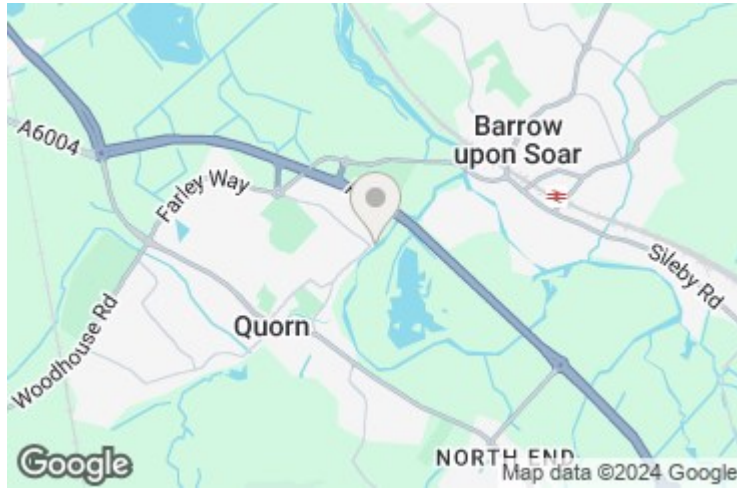 A6004
Barrow
upon Soar
Farley Way
Sileby Rd
Woodhouse Rd
Quorn
NORTH END
Google
Map data ©2024 Google